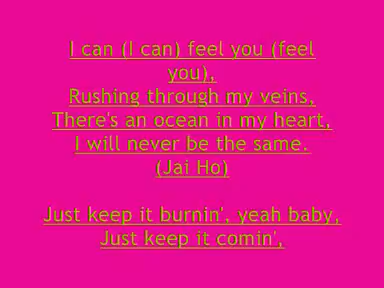 I can (I can) feel you (feel
you),
Rushing through my veins,
There's an ocean in my heart,
I will never be the same.
(Jai Ho)
Just keep it burnin', yeah baby,
Just keep it comin',